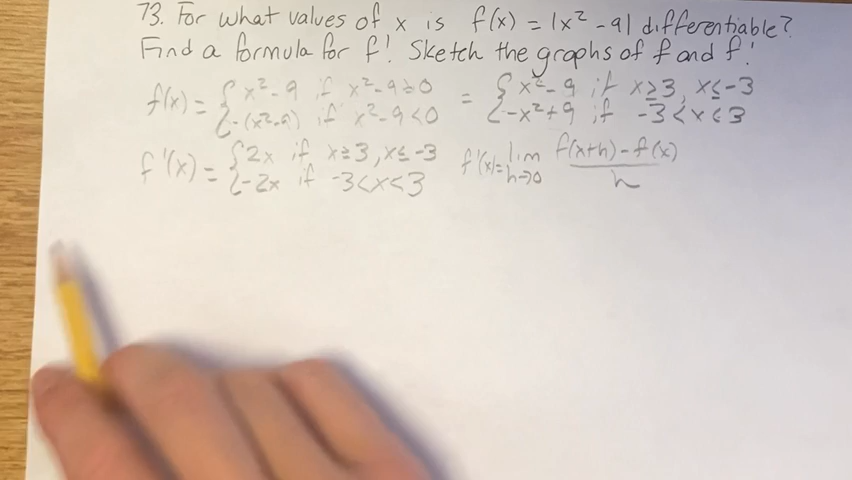 73. For what values of x is f(x) = |x² - 9| differentiable?
Find a formula for f'. Sketch the graphs of f and f'.
f(x) = { x² - 9 if x² - 9 ≥ 0 = { x² - 9 if x ≥ 3, x ≤ -3
-(x² - 9) if x² - 9 < 0 -x² + 9 if -3 < x < 3
f'(x) = { 2x if x ≥ 3, x ≤ -3 f'(x) = lim h→0 f(x+h) - f(x) / h
-2x if -3 < x < 3